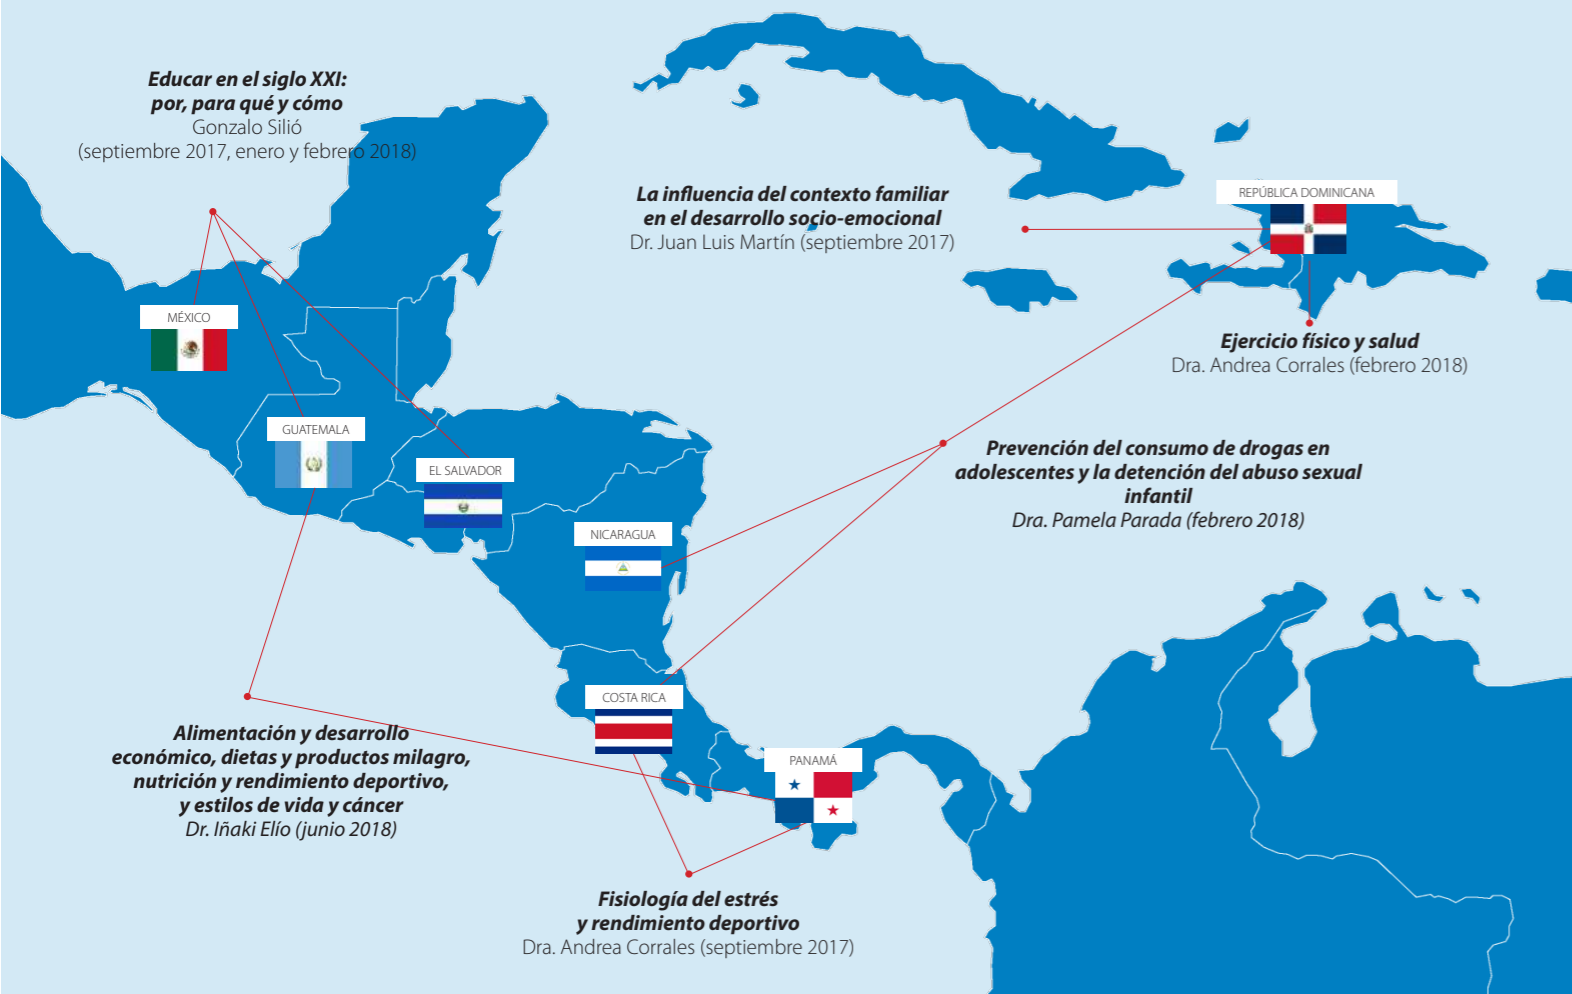 Educar en el siglo XXI:
por, para qué y cómo
Gonzalo Silió
(septiembre 2017, enero y febrero 2018)
La influencia del contexto familiar
en el desarrollo socio-emocional
Dr. Juan Luis Martín (septiembre 2017)
REPÚBLICA DOMINICANA
Ejercicio físico y salud
Dra. Andrea Corrales (febrero 2018)
MÉXICO
GUATEMALA
EL SALVADOR
NICARAGUA
Prevención del consumo de drogas en
adolescentes y la detención del abuso sexual
infantil
Dra. Pamela Parada (febrero 2018)
COSTA RICA
PANAMÁ
Alimentación y desarrollo
económico, dietas y productos milagro,
nutrición y rendimiento deportivo,
y estilos de vida y cáncer
Dr. Iñaki Elío (junio 2018)
Fisiología del estrés
y rendimiento deportivo
Dra. Andrea Corrales (septiembre 2017)